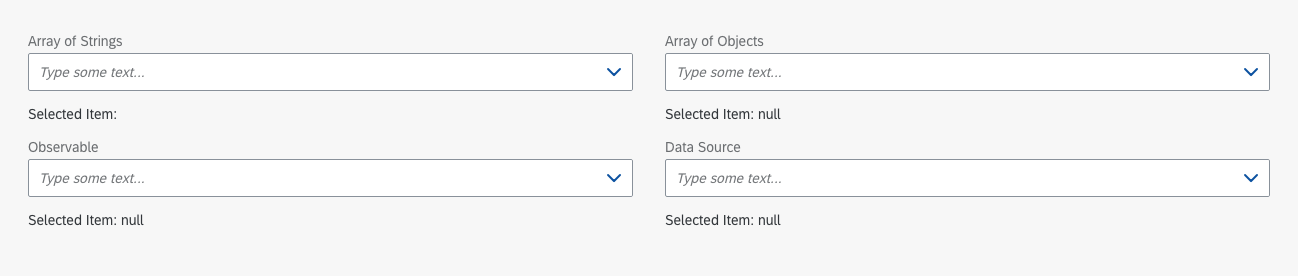 Array of Strings
Type some text...
Selected Item:
Array of Objects
Type some text...
Selected Item: null
Observable
Type some text...
Selected Item: null
Data Source
Type some text...
Selected Item: null